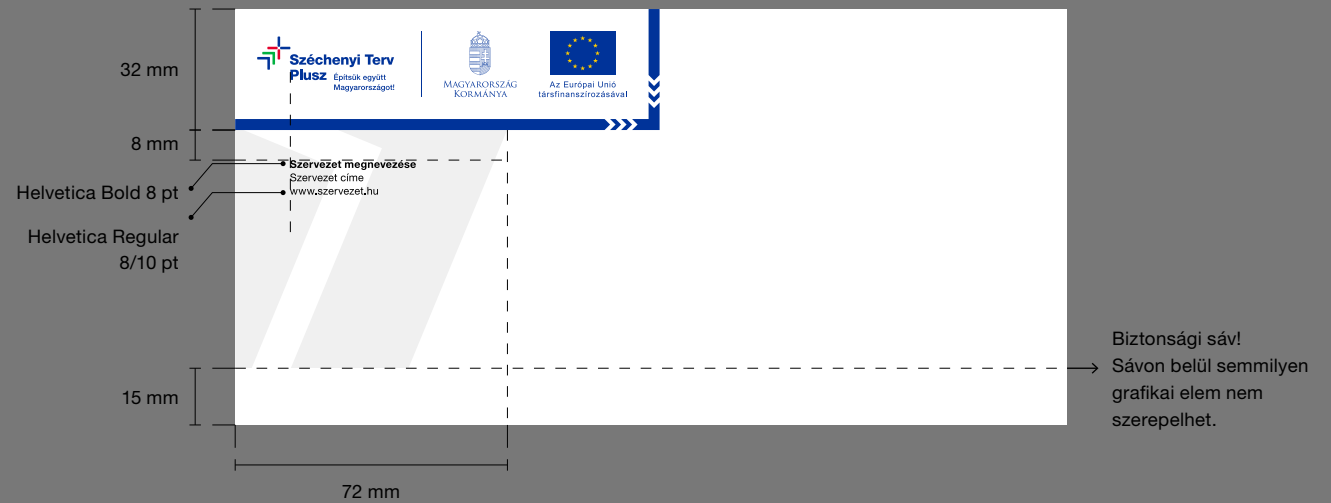 32 mm
8 mm
Helvetica Bold 8 pt
Helvetica Regular
8/10 pt
15 mm
72 mm
Széchenyi Terv
Plusz
Építsük együtt
Magyarországot!
MAGYARORSZÁG
KORMÁNYA
Az Európai Unió
társfinanszírozásával
Szervezet megnevezése
Szervezet címe
www.szervezet.hu
Biztonsági sáv!
Sávon belül semmilyen
grafikai elem nem
szerepelhet.